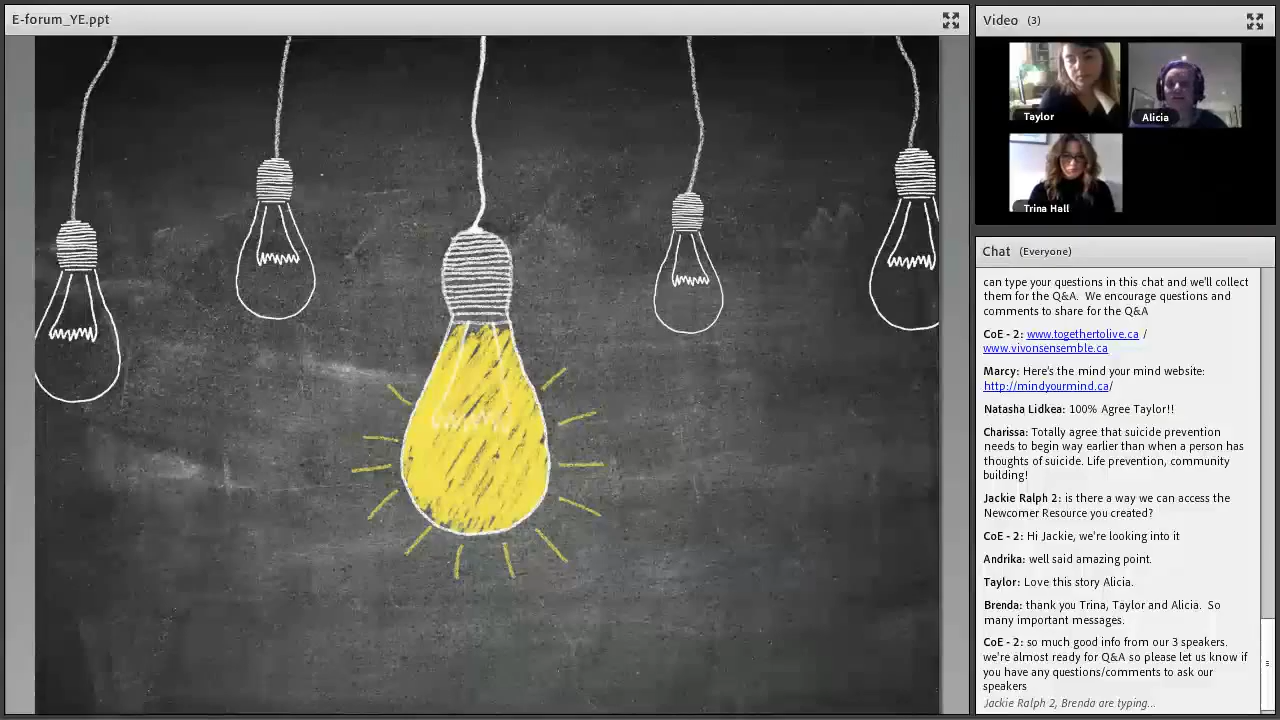 E-forum_YE.ppt
Video (3)
Taylor
Alicia
Trina Hall
Chat (Everyone)
can type your questions in this chat and we'll collect
them for the Q&A. We encourage questions and
comments to share for the Q&A
CoE - 2: www.togethertolive.ca /
www.vivonsensemble.ca
Marcy: Here's the mind your mind website:
http://mindyourmind.ca/
Natasha Lidkea: 100% Agree Taylor!!
Charissa: Totally agree that suicide prevention
needs to begin way earlier than when a person has
thoughts of suicide. Life prevention, community
building!
Jackie Ralph 2: is there a way we can access the
Newcomer Resource you created?
CoE - 2: Hi Jackie, we're looking into it
Andrika: well said amazing point.
Taylor: Love this story Alicia.
Brenda: thank you Trina, Taylor and Alicia. So
many important messages.
CoE - 2: so much good info from our 3 speakers.
we're almost ready for Q&A so please let us know if
you have any questions/comments to ask our
speakers
Jackie Ralph 2, Brenda are typing...